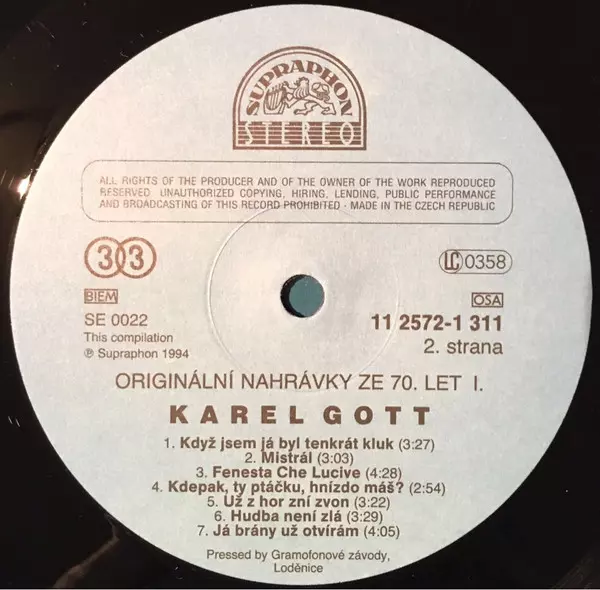 SUPRAPHON
STEREO
ALL RIGHTS OF THE PRODUCER AND OF THE OWNER OF THE WORK REPRODUCED
RESERVED UNAUTHORIZED COPYING, HIRING, LENDING, PUBLIC PERFORMANCE
AND BROADCASTING OF THIS RECORD PROHIBITED · MADE IN THE CZECH REPUBLIC
33
LC 0358
BIEM
OSA
SE 0022
11 2572-1 311
This compilation
℗ Supraphon 1994
2. strana
ORIGINÁLNÍ NAHRÁVKY ZE 70. LET I.
KAREL GOTT
1. Když jsem já byl tenkrát kluk (3:27)
2. Mistrál (3:03)
3. Fenesta Che Lucive (4:28)
4. Kdepak, ty ptáčku, hnízdo máš? (2:54)
5. Už z hor zní zvon (3:22)
6. Hudba není zlá (3:29)
7. Já brány už otvírám (4:05)
Pressed by Gramofonové závody,
Loděnice